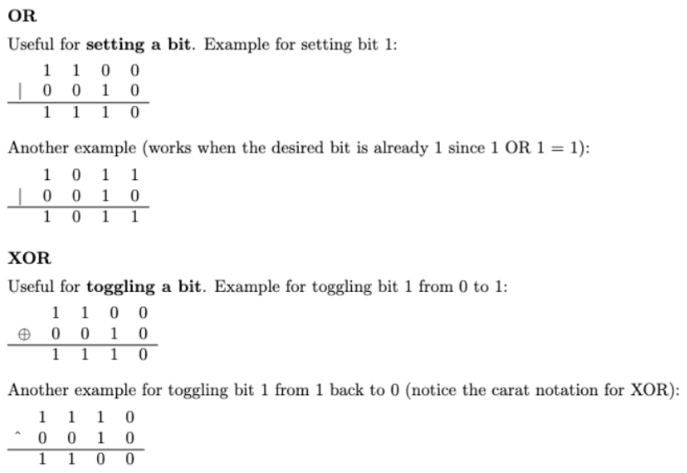 OR
Useful for setting a bit. Example for setting bit 1:
1 1 0 0
| 0 0 1 0
1 1 1 0
Another example (works when the desired bit is already 1 since 1 OR 1 = 1):
1 0 1 1
| 0 0 1 0
1 0 1 1
XOR
Useful for toggling a bit. Example for toggling bit 1 from 0 to 1:
1 1 0 0
⊕ 0 0 1 0
1 1 1 0
Another example for toggling bit 1 from 1 back to 0 (notice the carat notation for XOR):
1 1 1 0
^ 0 0 1 0
1 1 0 0